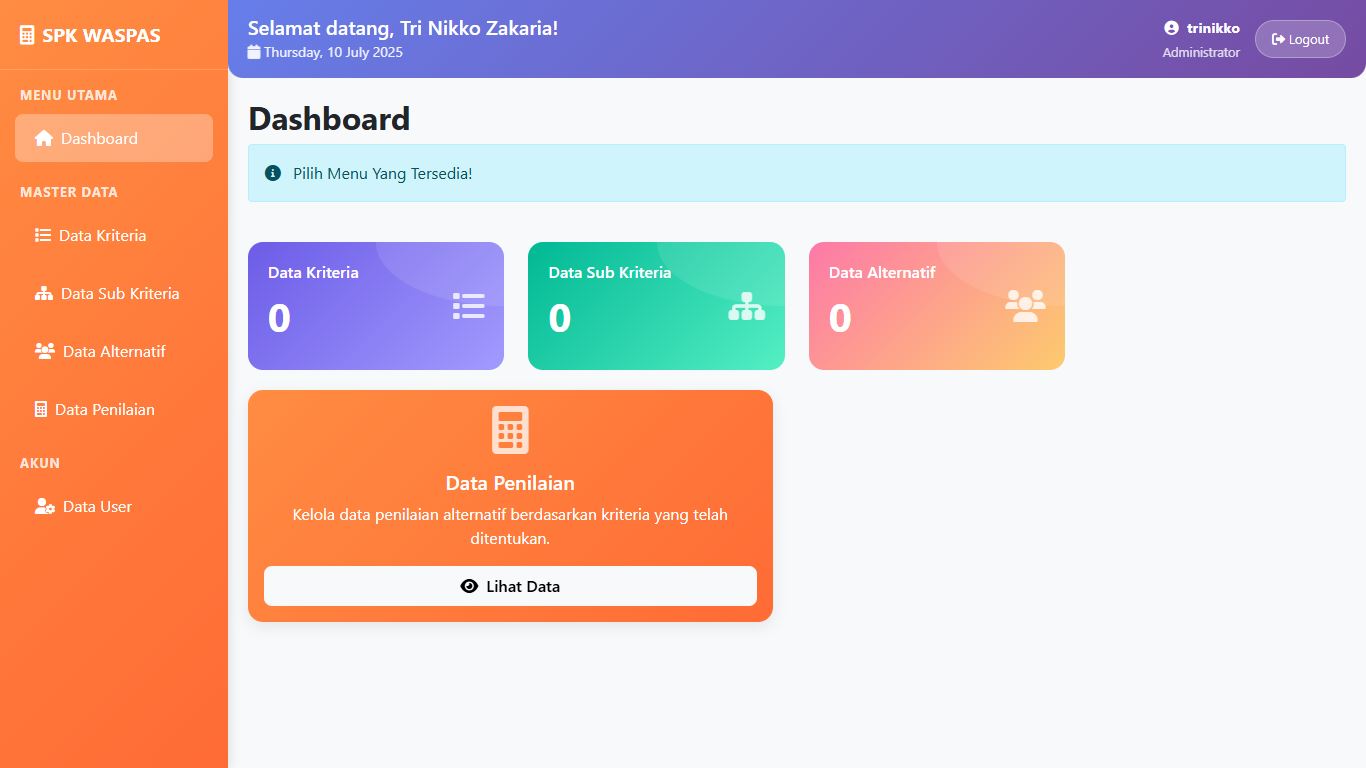 SPK WASPAS
MENU UTAMA
Dashboard
MASTER DATA
Data Kriteria
Data Sub Kriteria
Data Alternatif
Data Penilaian
AKUN
Data User
Selamat datang, Tri Nikko Zakaria!
Thursday, 10 July 2025
trinikko
Administrator
Logout
Dashboard
Pilih Menu Yang Tersedia!
Data Kriteria
0
Data Sub Kriteria
0
Data Alternatif
0
Data Penilaian
Kelola data penilaian alternatif berdasarkan kriteria yang telah
ditentukan.
Lihat Data